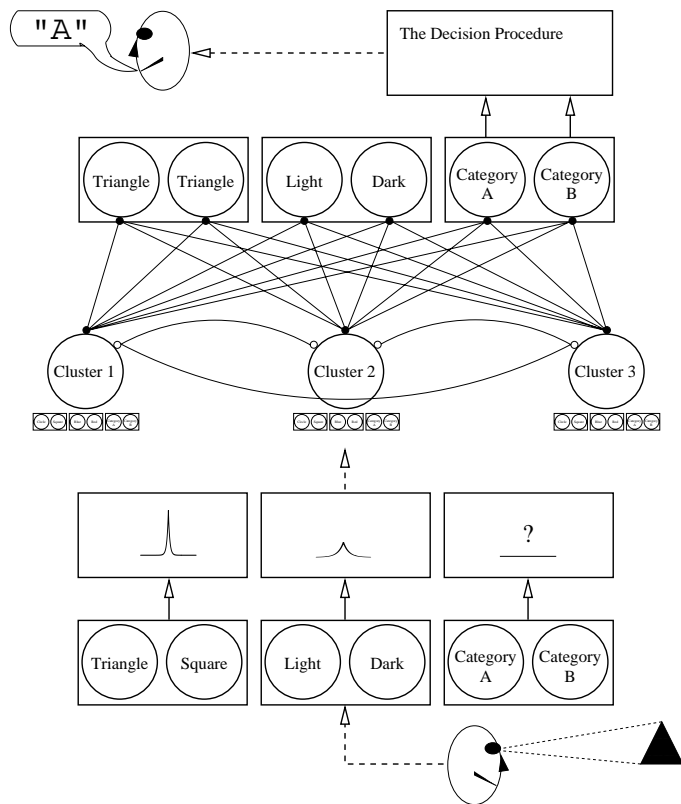 "A"
The Decision Procedure
Triangle
Triangle
Light
Dark
Category
A
Category
B
Cluster 1
Cluster 2
Cluster 3
?
Triangle
Square
Light
Dark
Category
A
Category
B